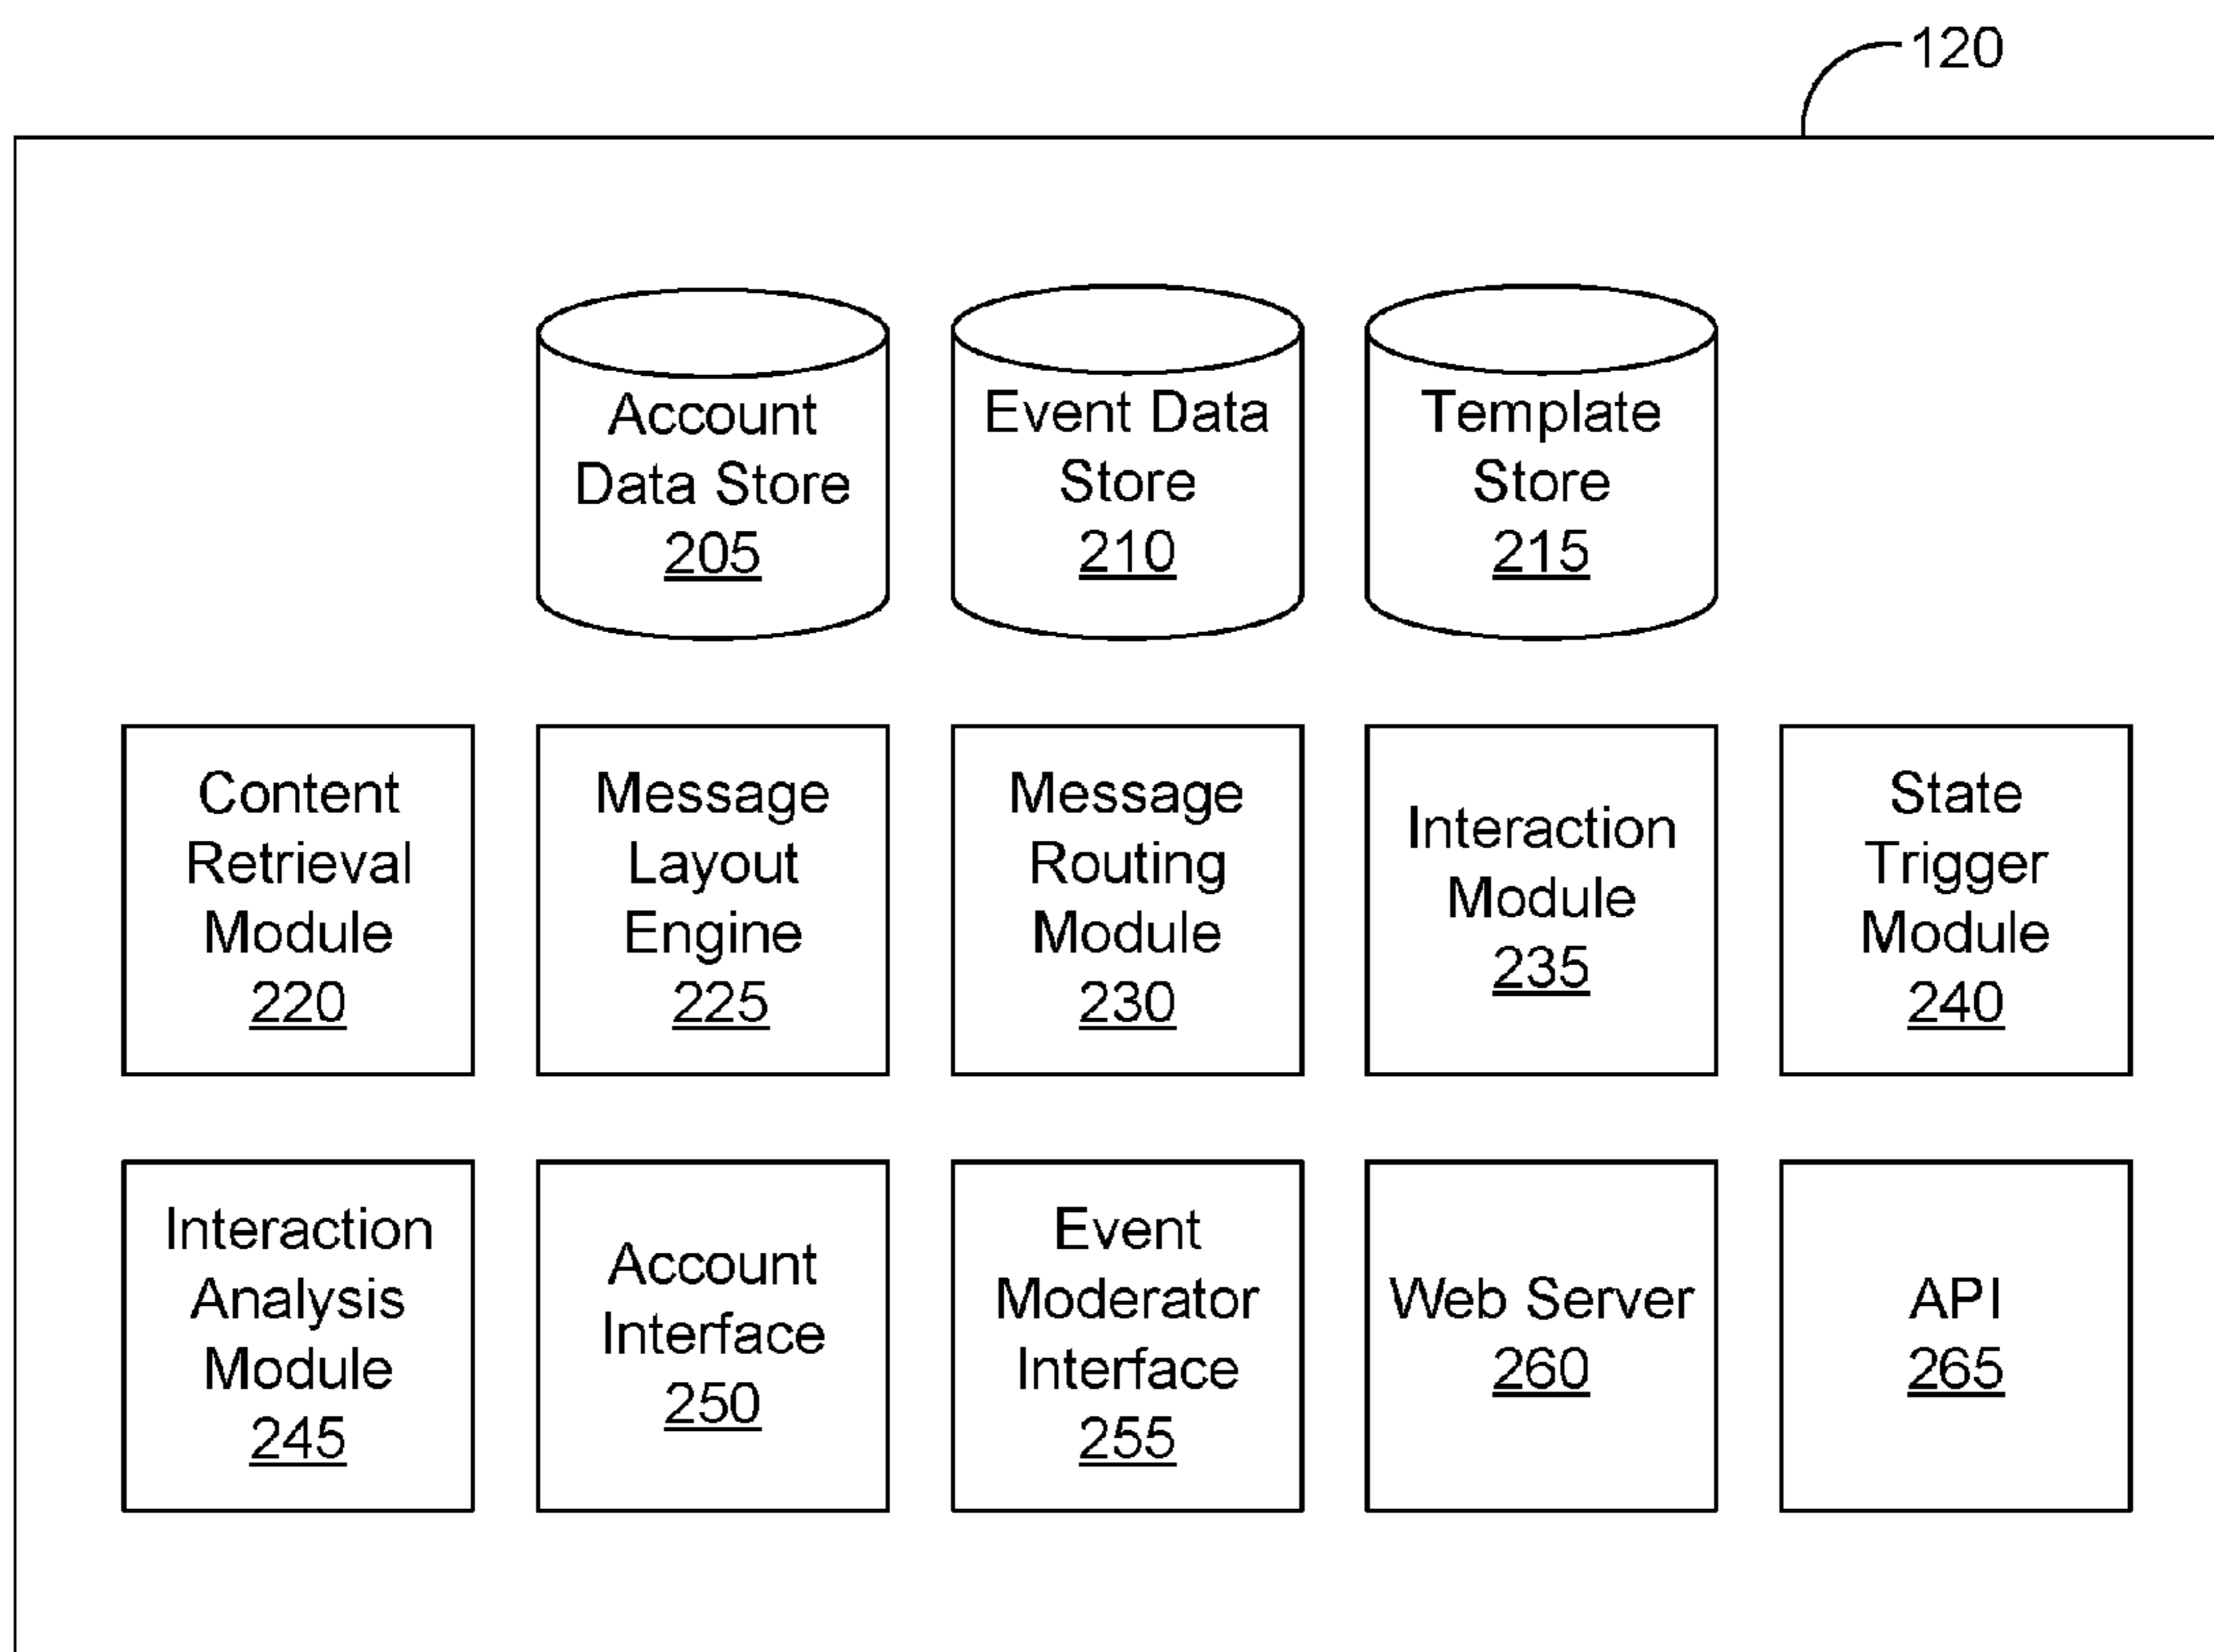 120
Account
Data Store
205
Event Data
Store
210
Template
Store
215
Content
Retrieval
Module
220
Message
Layout
Engine
225
Message
Routing
Module
230
Interaction
Module
235
State
Trigger
Module
240
Interaction
Analysis
Module
245
Account
Interface
250
Event
Moderator
Interface
255
Web Server
260
API
265